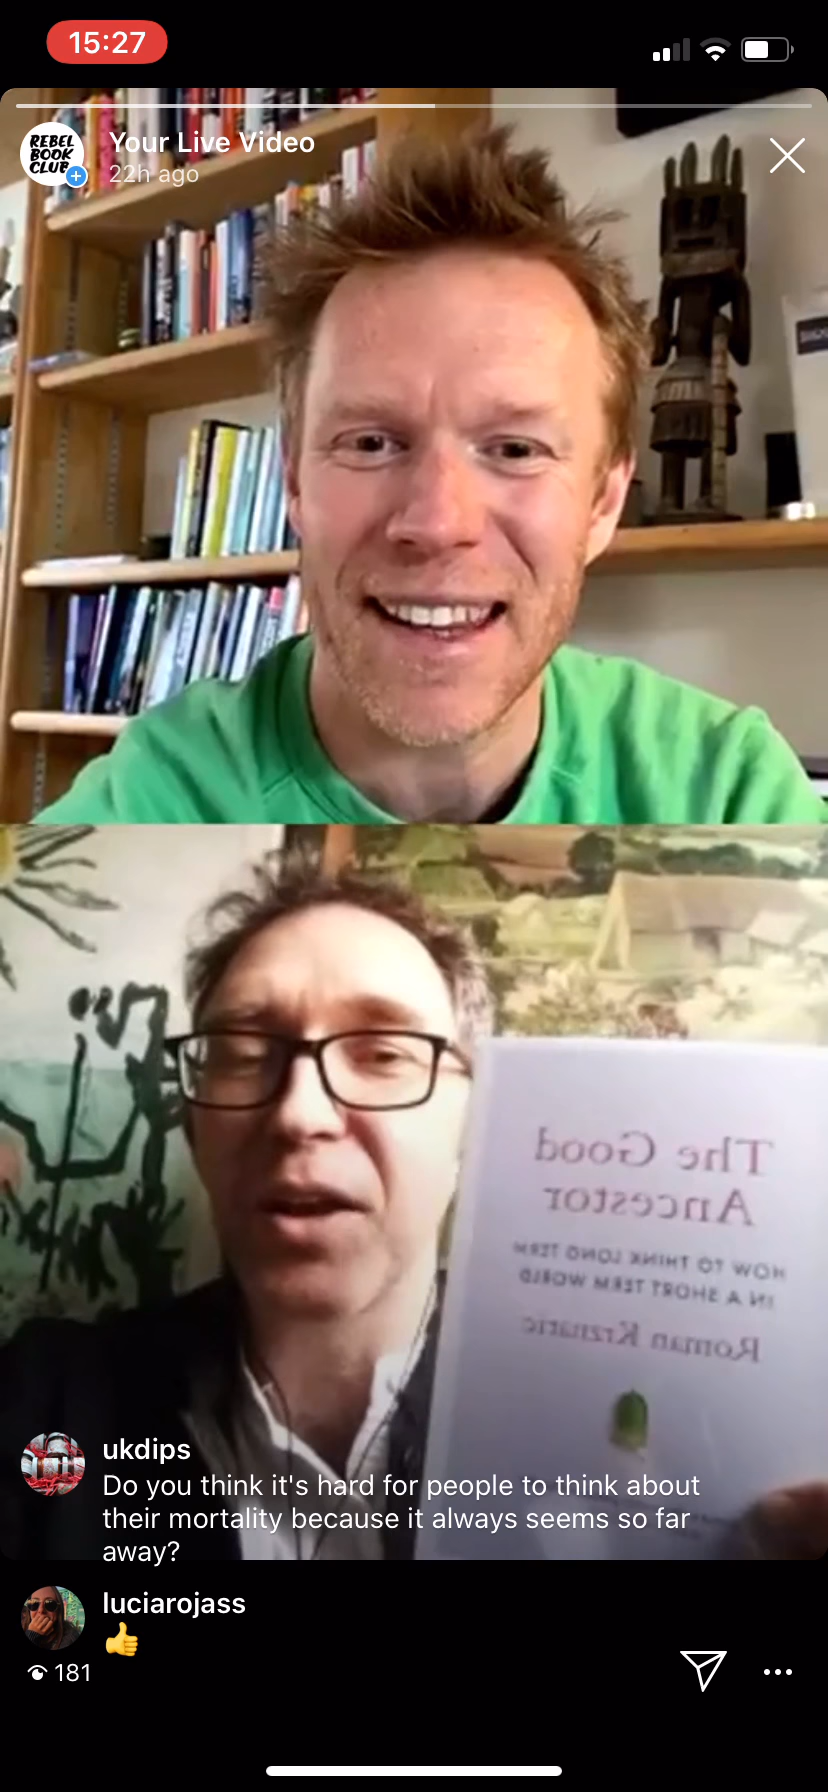 15:27
REBEL
BOOK
CLUB
Your Live Video
22h ago
The Good
Ancestor
HOW TO THINK LONG TERM
IN A SHORT TERM WORLD
Roman Krznaric
ukdips
Do you think it's hard for people to think about
their mortality because it always seems so far
away?
luciarojass
👍
181